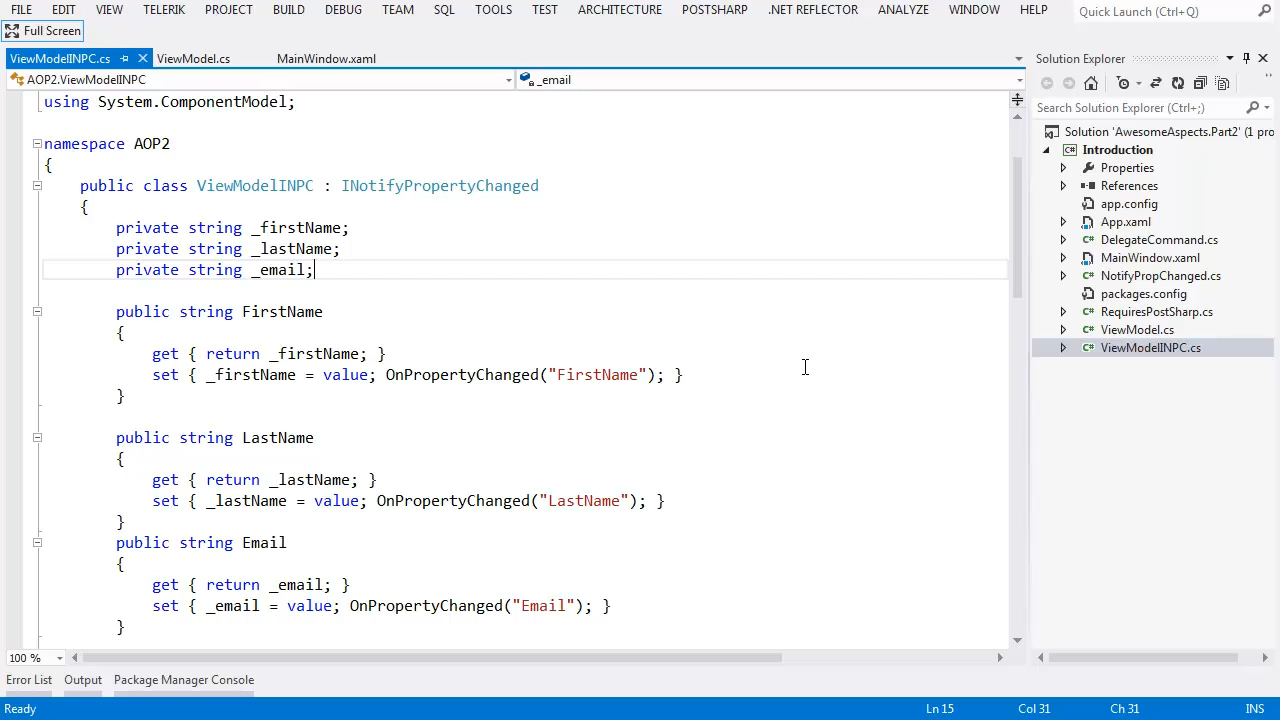 FILE EDIT VIEW TELERIK PROJECT BUILD DEBUG TEAM SQL TOOLS TEST ARCHITECTURE POSTSHARP .NET REFLECTOR ANALYZE WINDOW HELP Quick Launch (Ctrl+Q)
Full Screen
ViewModelINPC.cs ViewModel.cs MainWindow.xaml
AOP2.ViewModelINPC _email
using System.ComponentModel;
namespace AOP2
{
public class ViewModelINPC : INotifyPropertyChanged
{
private string _firstName;
private string _lastName;
private string _email;
public string FirstName
{
get { return _firstName; }
set { _firstName = value; OnPropertyChanged("FirstName"); }
}
public string LastName
{
get { return _lastName; }
set { _lastName = value; OnPropertyChanged("LastName"); }
}
public string Email
{
get { return _email; }
set { _email = value; OnPropertyChanged("Email"); }
}
100 %
Solution Explorer
Search Solution Explorer (Ctrl+;)
Solution 'AwesomeAspects.Part2' (1 pro
Introduction
Properties
References
app.config
App.xaml
DelegateCommand.cs
MainWindow.xaml
NotifyPropChanged.cs
packages.config
RequiresPostSharp.cs
ViewModel.cs
ViewModelINPC.cs
Error List Output Package Manager Console
Ready Ln 15 Col 31 Ch 31 INS